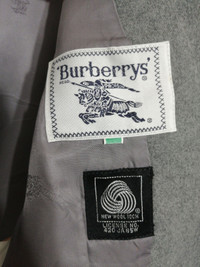 'Burberrys'
NEW WOOL 100%
LICENSE NO.